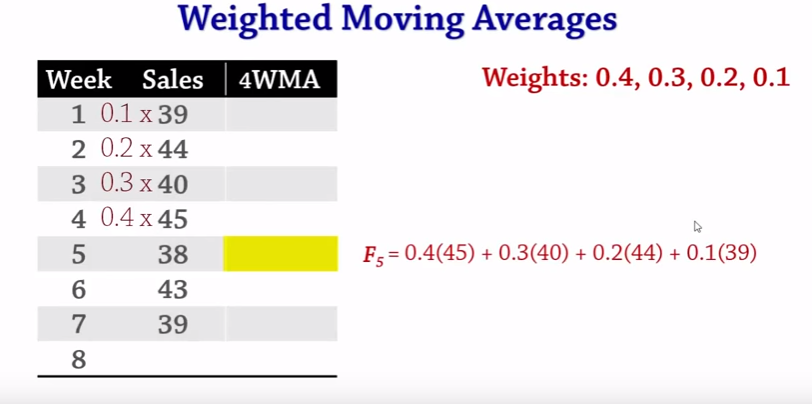 Weighted Moving Averages
Weights: 0.4, 0.3, 0.2, 0.1
Week Sales 4WMA
1 0.1 x 39
2 0.2 x 44
3 0.3 x 40
4 0.4 x 45
5 38 F5 = 0.4(45) + 0.3(40) + 0.2(44) + 0.1(39)
6 43
7 39
8